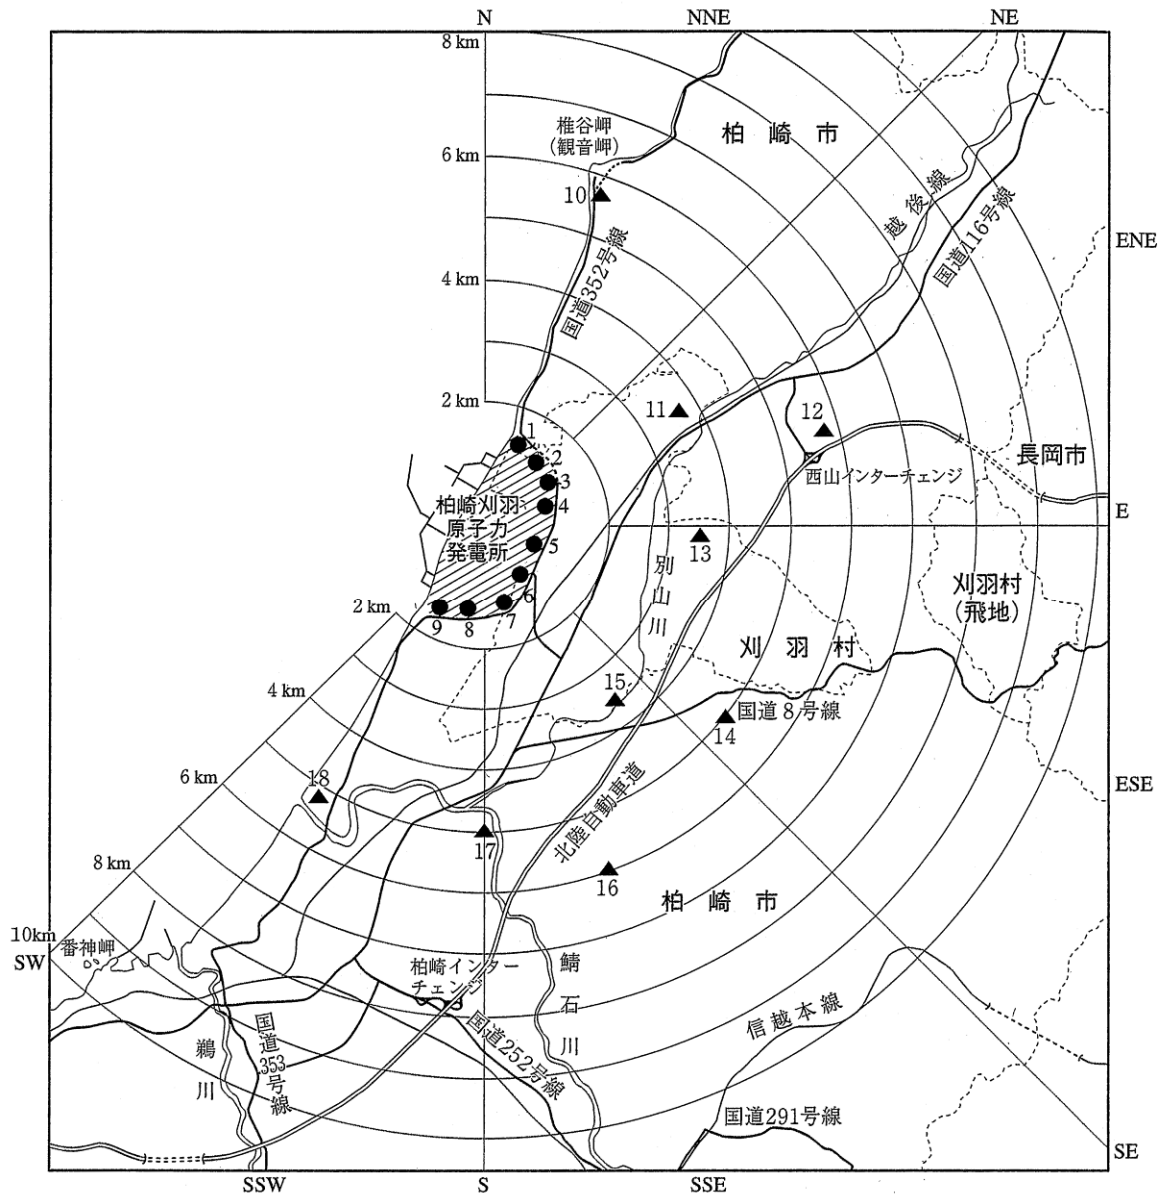 N
NNE
NE
8 km
椎谷岬
(観音岬)
柏崎市
6 km
10
越後線
国道116号線
ENE
国道352号線
4 km
2 km
11
12
1
2
長岡市
西山インターチェンジ
3
柏崎刈羽
原子力
発電所
4
E
5
13
別山川
刈羽村
(飛地)
6
2 km
7
8
9
刈羽村
4 km
15
国道8号線
14
6 km
18
ESE
北陸自動車道
17
8 km
16
柏崎市
10km
SW
番神岬
柏崎インター
チェンジ
鯖石川
信越本線
国道353号線
国道252号線
鵜川
国道291号線
SE
SSW
S
SSE